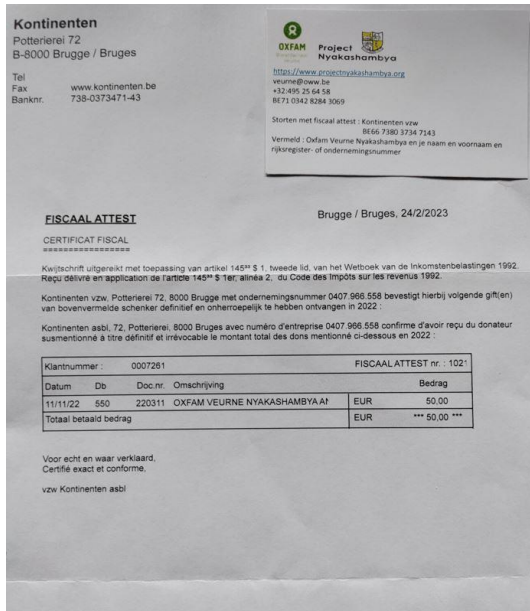 Kontinenten
Potterierei 72
B-8000 Brugge / Bruges
Tel
Fax www.kontinenten.be
Banknr. 738-0373471-43
OXFAM
Project
Nyakashambya
https://www.projectnyakashambya.org
veurne@oww.be
+32:495 25 64 58
BE71 0342 8284 3069
Storten met fiscaal attest : Kontinenten vzw
BE66 7380 3734 7143
Vermeld : Oxfam Veurne Nyakashambya en je naam en voornaam en
rijksregister- of ondernemingsnummer
FISCAAL ATTEST
Brugge / Bruges, 24/2/2023
CERTIFICAT FISCAL
=================
Kwijtschrift uitgereikt met toepassing van artikel 145³³ $ 1, tweede lid, van het Wetboek van de Inkomstenbelastingen 1992.
Reçu délivré en application de l'article 145³³ $ 1er, alinéa 2, du Code des Impôts sur les revenus 1992.
Kontinenten vzw, Potterierei 72, 8000 Brugge met ondernemingsnummer 0407.966.558 bevestigt hierbij volgende gift(en)
van bovenvermelde schenker definitief en onherroepelijk te hebben ontvangen in 2022 :
Kontinenten asbl, 72, Potterierei, 8000 Bruges avec numéro d'entreprise 0407.966.558 confirme d'avoir reçu du donateur
susmentionné à titre définitif et irrévocable le montant total des dons mentionné ci-dessous en 2022 :
Klantnummer : 0007261 FISCAAL ATTEST nr. : 1021
Datum Db Doc.nr. Omschrijving Bedrag
11/11/22 550 220311 OXFAM VEURNE NYAKASHAMBYA EUR 50,00
Totaal betaald bedrag EUR *** 50,00 ***
Voor echt en waar verklaard,
Certifié exact et conforme,
vzw Kontinenten asbl